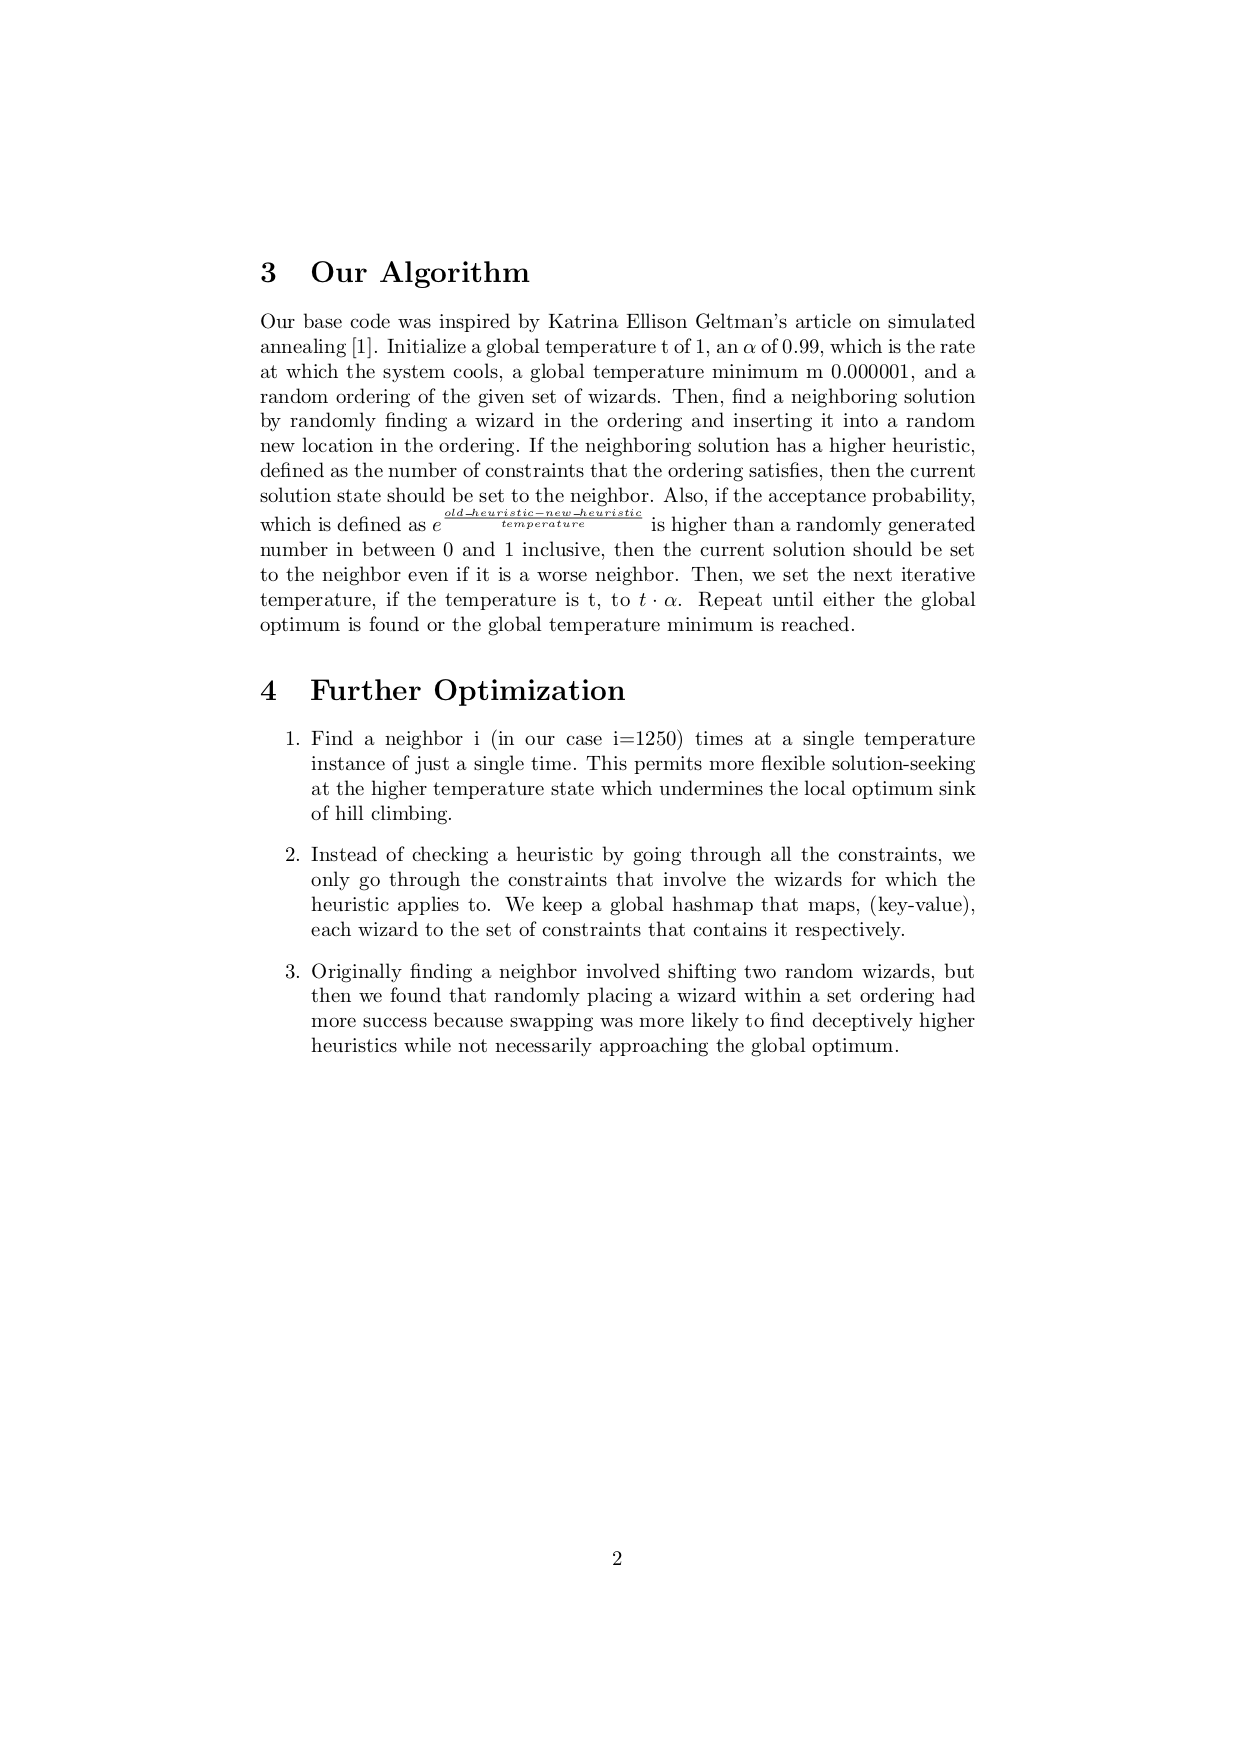 3 Our Algorithm
Our base code was inspired by Katrina Ellison Geltman's article on simulated
annealing [1]. Initialize a global temperature t of 1, an α of 0.99, which is the rate
at which the system cools, a global temperature minimum m 0.000001, and a
random ordering of the given set of wizards. Then, find a neighboring solution
by randomly finding a wizard in the ordering and inserting it into a random
new location in the ordering. If the neighboring solution has a higher heuristic,
defined as the number of constraints that the ordering satisfies, then the current
solution state should be set to the neighbor. Also, if the acceptance probability,
which is defined as $e^{\frac{old\_heuristic-new\_heuristic}{temperature}}$ is higher than a randomly generated
number in between 0 and 1 inclusive, then the current solution should be set
to the neighbor even if it is a worse neighbor. Then, we set the next iterative
temperature, if the temperature is t, to t · α. Repeat until either the global
optimum is found or the global temperature minimum is reached.
4 Further Optimization
1. Find a neighbor i (in our case i=1250) times at a single temperature
instance of just a single time. This permits more flexible solution-seeking
at the higher temperature state which undermines the local optimum sink
of hill climbing.
2. Instead of checking a heuristic by going through all the constraints, we
only go through the constraints that involve the wizards for which the
heuristic applies to. We keep a global hashmap that maps, (key-value),
each wizard to the set of constraints that contains it respectively.
3. Originally finding a neighbor involved shifting two random wizards, but
then we found that randomly placing a wizard within a set ordering had
more success because swapping was more likely to find deceptively higher
heuristics while not necessarily approaching the global optimum.
2